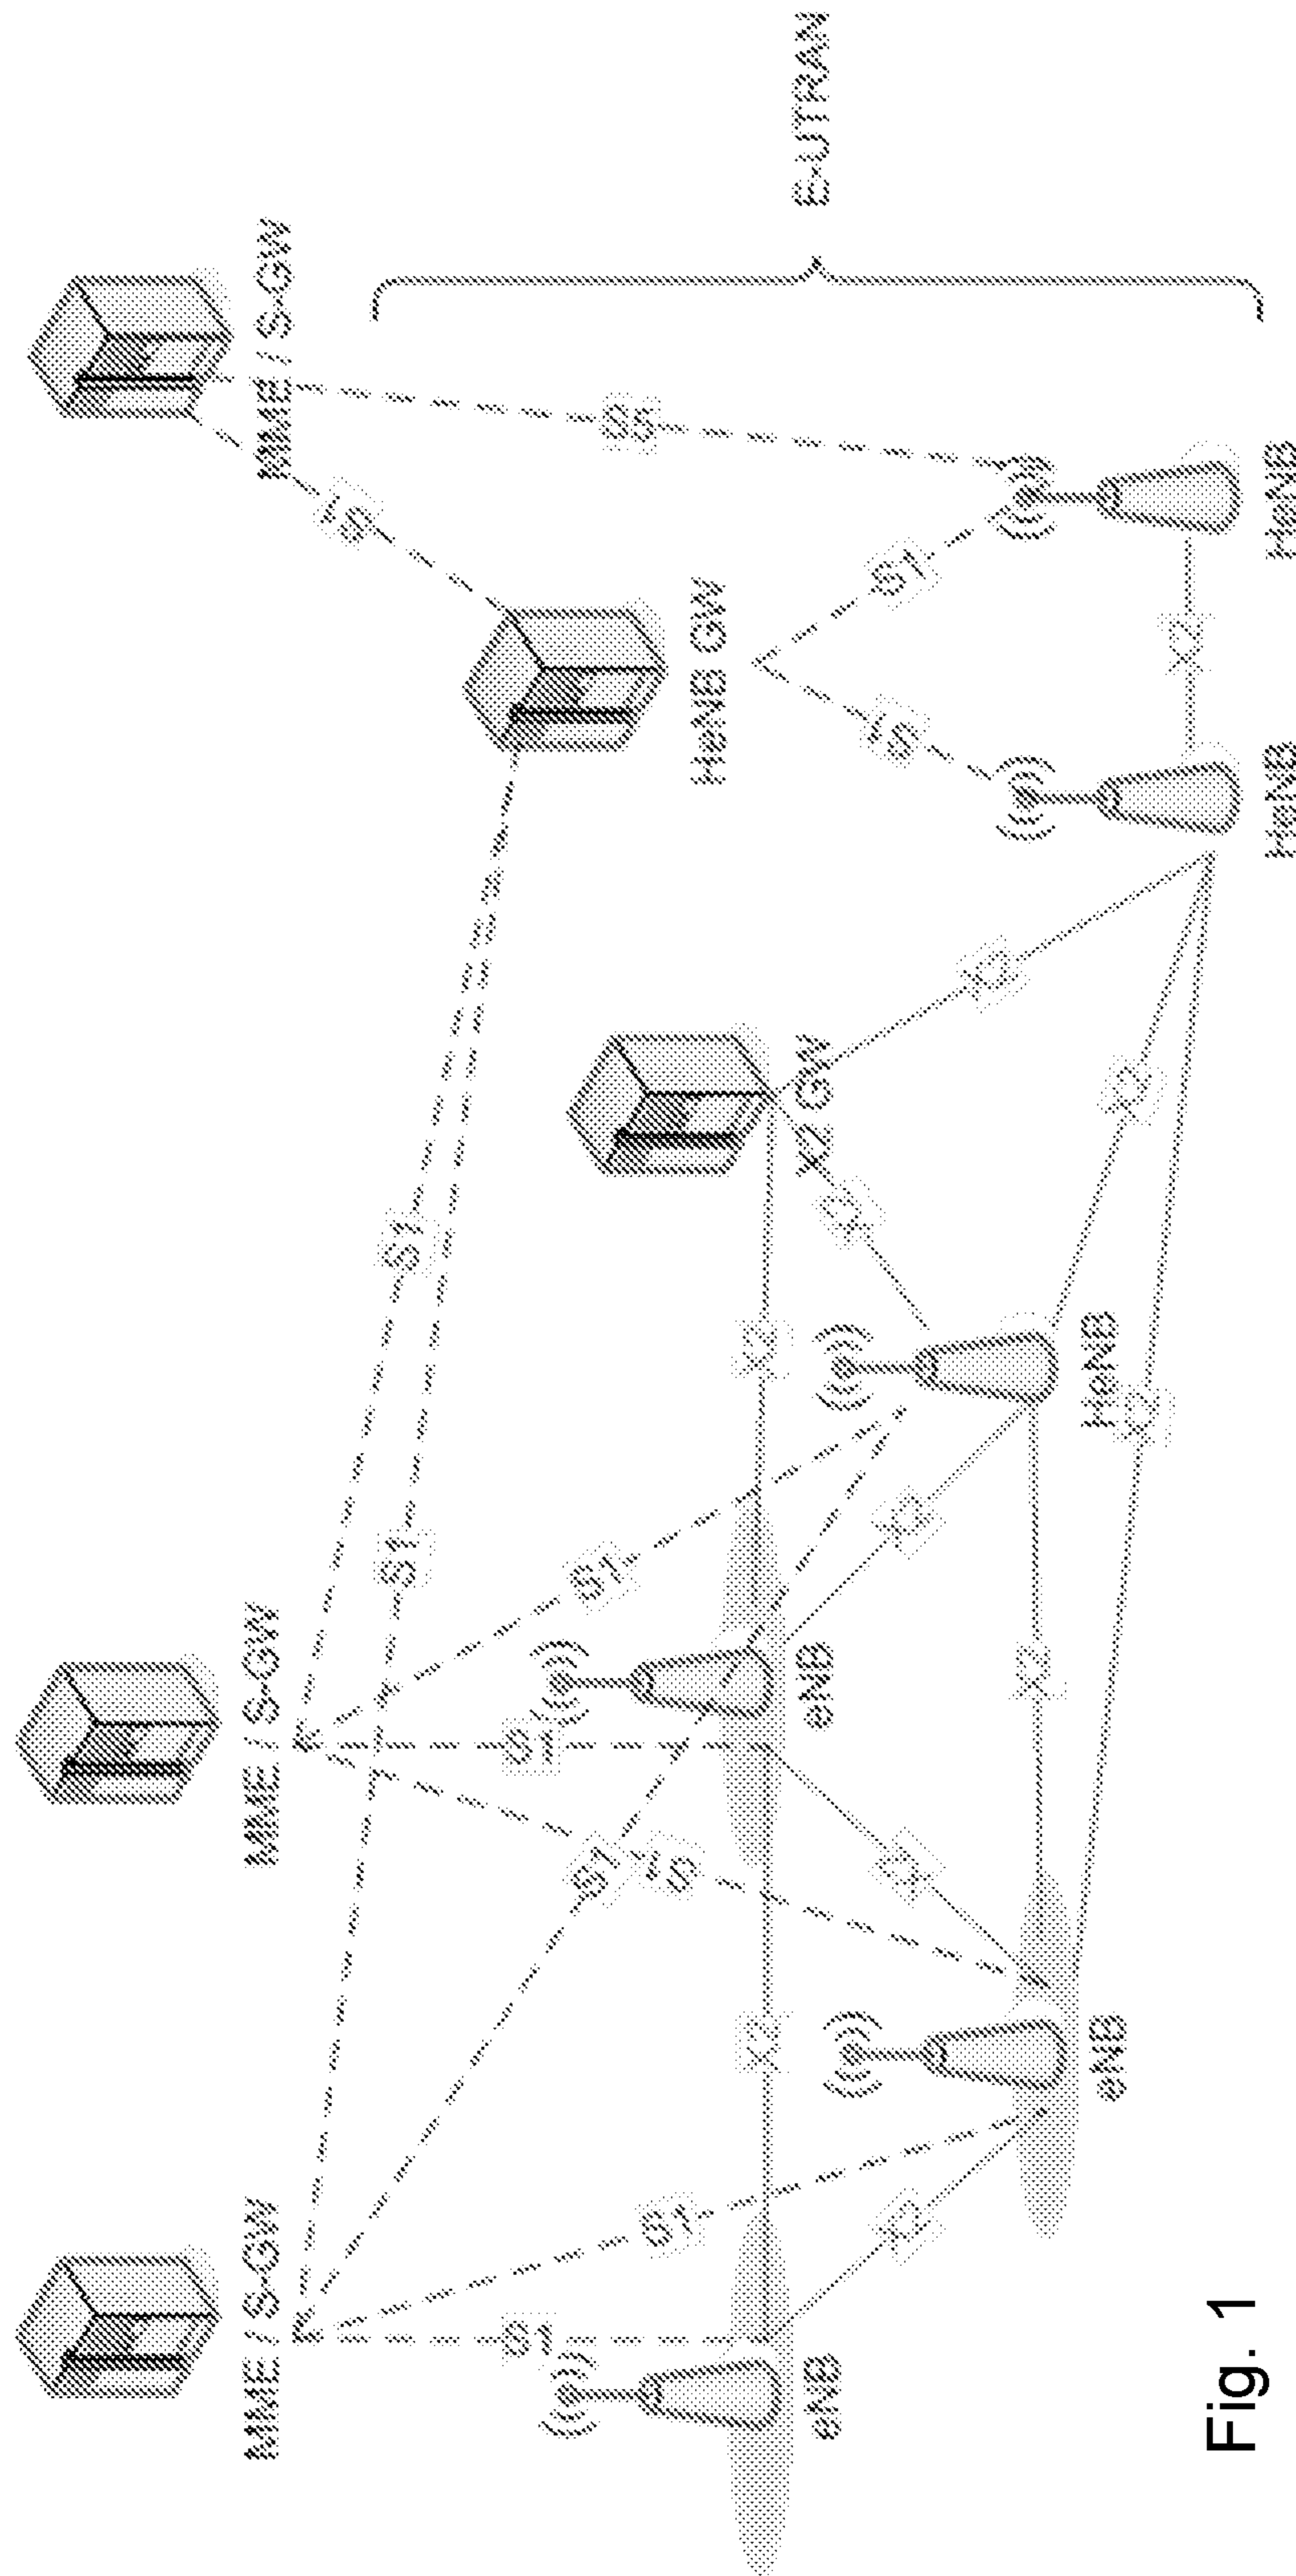 MME / S-GW
MME / S-GW
MME / S-GW
S1
S1
S1
S5
HeNB GW
S1
S1
S1
S1
S1
S1
S1
X2 GW
E-UTRAN
eNB
eNB
X2
X2
X2
X2
X2
X2
X2
X2
X2
X2
HeNB
eNB
HeNB
HeNB
Fig. 1